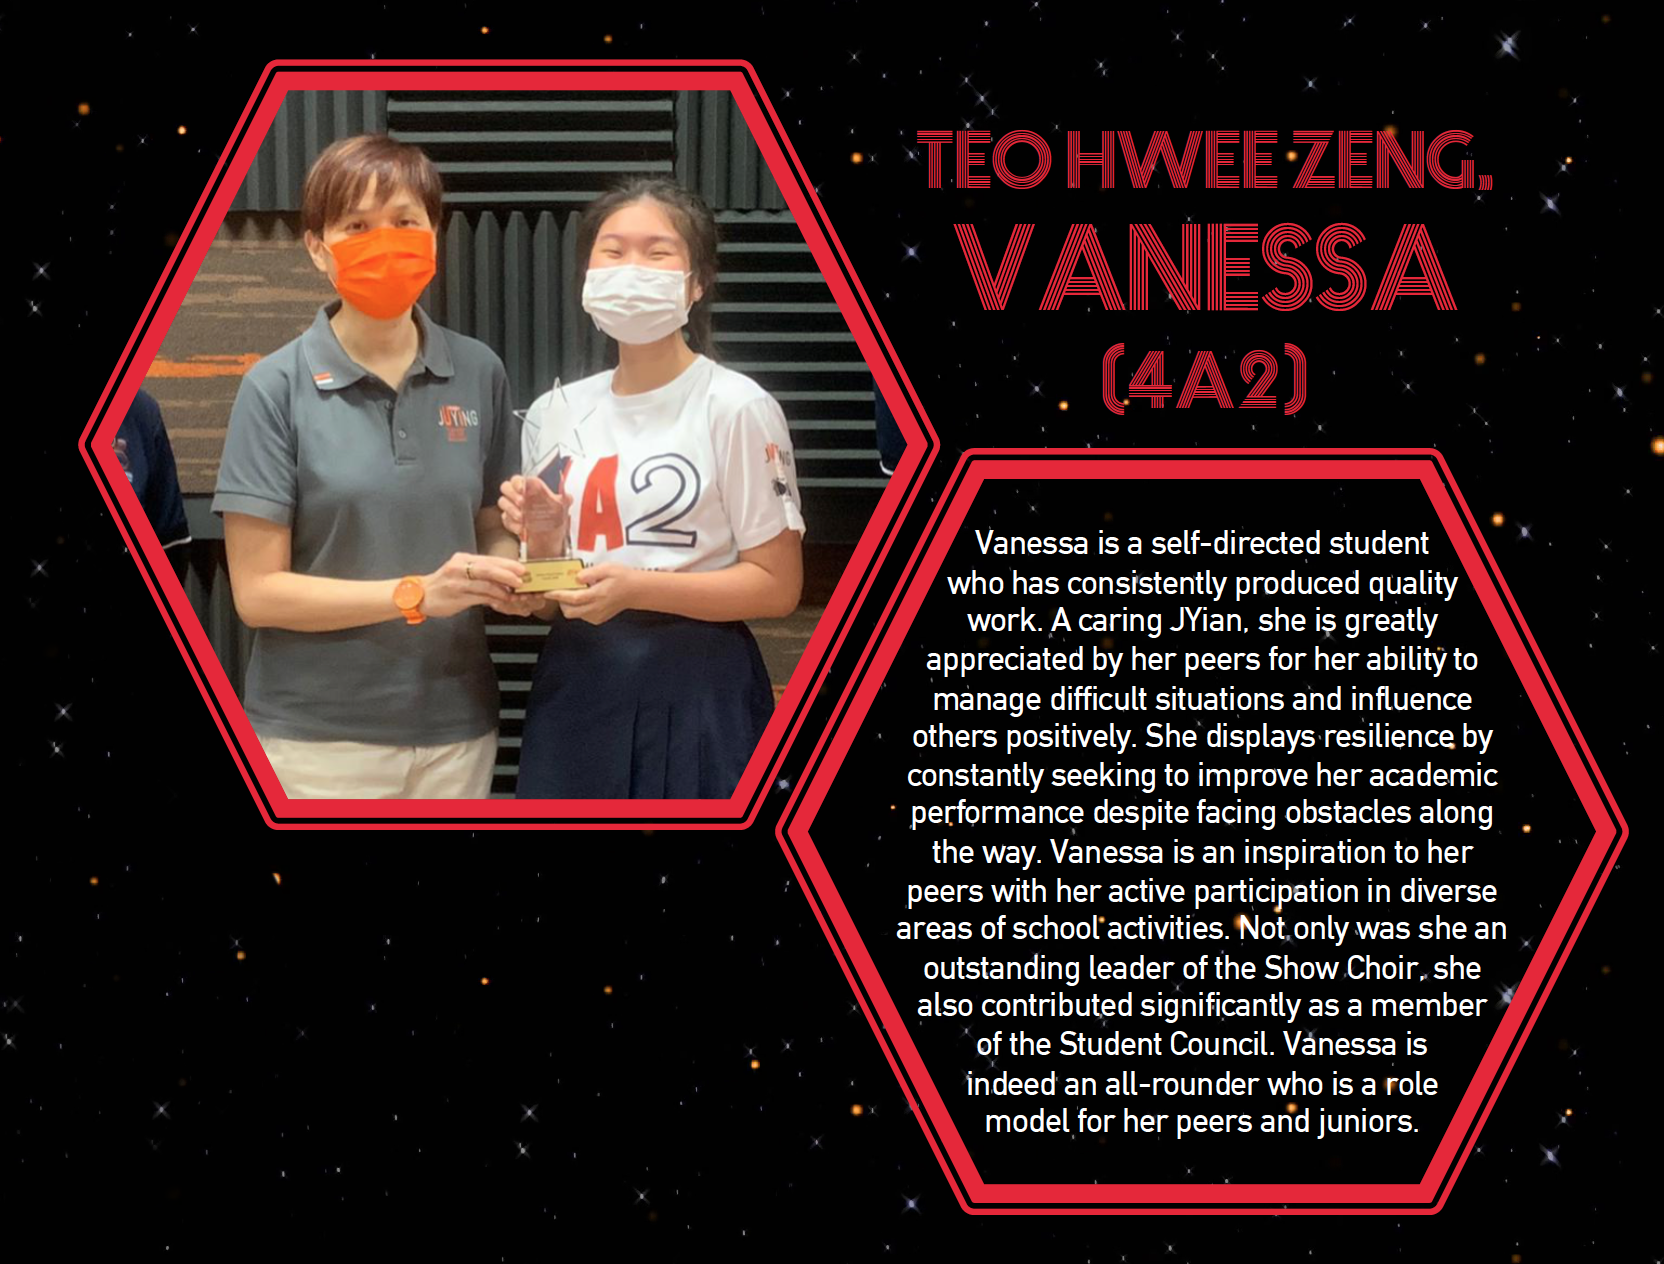 TEO HWEE ZENG,
VANESSA
(4A2)
JUYING
A2
Vanessa is a self-directed student
who has consistently produced quality
work. A caring JYian, she is greatly
appreciated by her peers for her ability to
manage difficult situations and influence
others positively. She displays resilience by
constantly seeking to improve her academic
performance despite facing obstacles along
the way. Vanessa is an inspiration to her
peers with her active participation in diverse
areas of school activities. Not only was she an
outstanding leader of the Show Choir, she
also contributed significantly as a member
of the Student Council. Vanessa is
indeed an all-rounder who is a role
model for her peers and juniors.